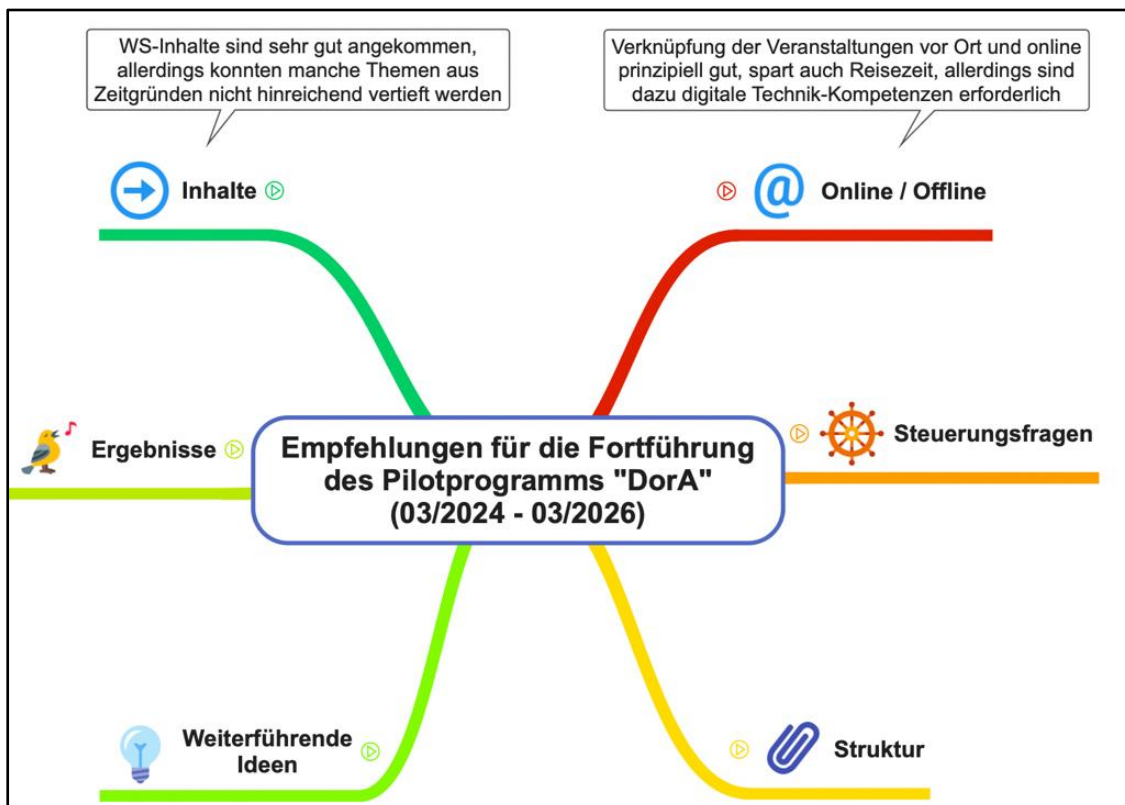 WS-Inhalte sind sehr gut angekommen,
allerdings konnten manche Themen aus
Zeitgründen nicht hinreichend vertieft werden
Verknüpfung der Veranstaltungen vor Ort und online
prinzipiell gut, spart auch Reisezeit, allerdings sind
dazu digitale Technik-Kompetenzen erforderlich
Inhalte
@ Online / Offline
Ergebnisse
Empfehlungen für die Fortführung
des Pilotprogramms "DorA"
(03/2024 - 03/2026)
Steuerungsfragen
Weiterführende
Ideen
Struktur